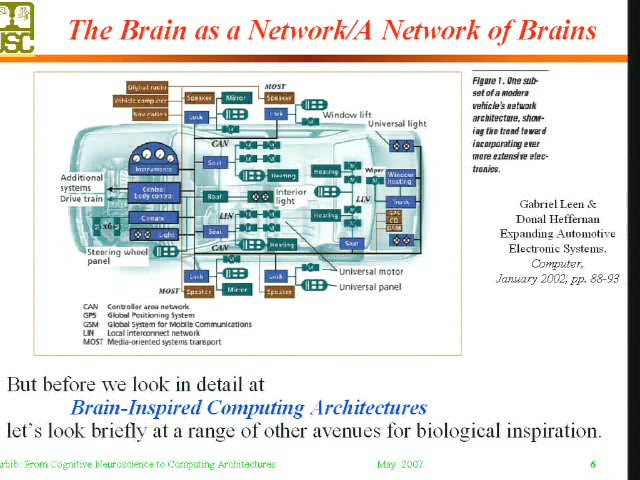 USC
The Brain as a Network/A Network of Brains
Digital radio
MOST
Vehicle computer
Speaker
Mirror
Speaker
Navigation
Lock
Lock
Window lift
Universal light
CAN
Instruments
Seat
Heating
Heating
Wiper
Window heating
Additional systems
Drive train
Central body control
Roof
Interior light
LIN
Trunk
Climate
LIN
Heating
GPS
CD
GSM
x6
Light
Seat
Heating
Seat
CAN
Steering wheel panel
Lock
Lock
Universal motor
MOST
Speaker
Mirror
Speaker
Universal panel
CAN Controller area network
GPS Global Positioning System
GSM Global System for Mobile Communications
LIN Local interconnect network
MOST Media-oriented systems transport
Figure 1. One sub-
set of a modern
vehicle's network
architecture, show-
ing the trend toward
incorporating ever
more extensive elec-
tronics.
Gabriel Leen &
Donal Heffernan
Expanding Automotive
Electronic Systems.
Computer,
January 2002, pp. 88-93
But before we look in detail at
Brain-Inspired Computing Architectures
let's look briefly at a range of other avenues for biological inspiration.
Arbib: From Cognitive Neuroscience to Computing Architectures
May 2007
6